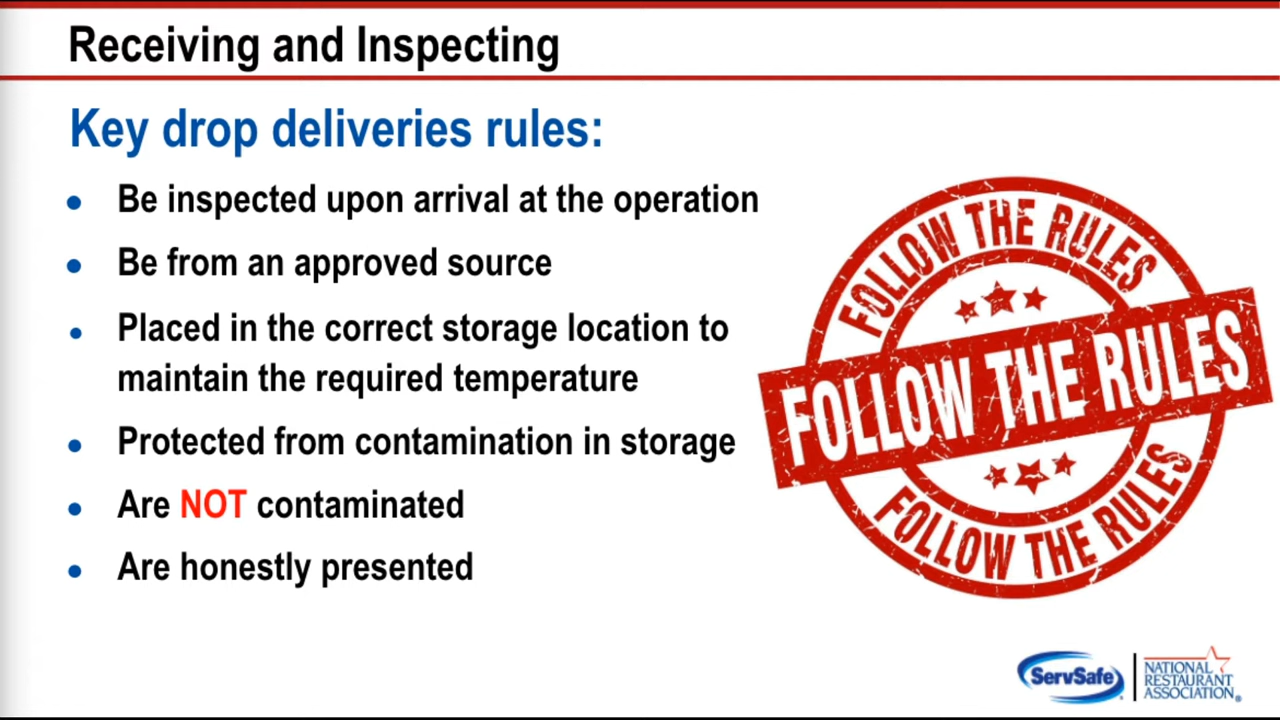 Receiving and Inspecting
Key drop deliveries rules:
• Be inspected upon arrival at the operation
• Be from an approved source
• Placed in the correct storage location to
maintain the required temperature
• Protected from contamination in storage
• Are NOT contaminated
• Are honestly presented
FOLLOW THE RULES
FOLLOW THE RULES
FOLLOW THE RULES
ServSafe®
NATIONAL
RESTAURANT
ASSOCIATION®